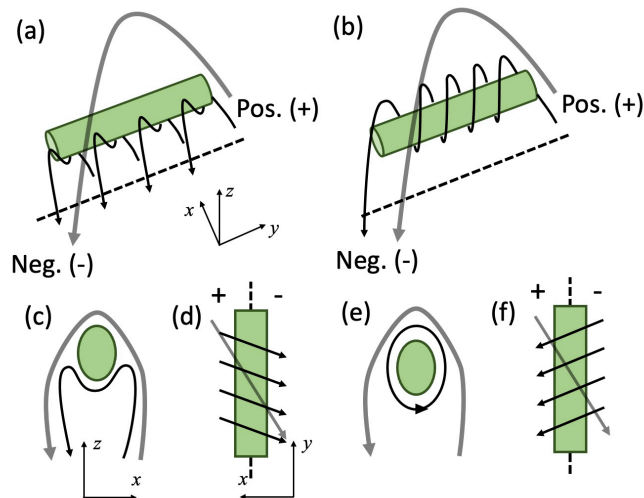 (a)
(b)
Pos. (+)
Pos. (+)
z
x
y
Neg. (-)
Neg. (-)
(c)
(d)
+ -
(e)
(f)
+ -
z
x
y
x